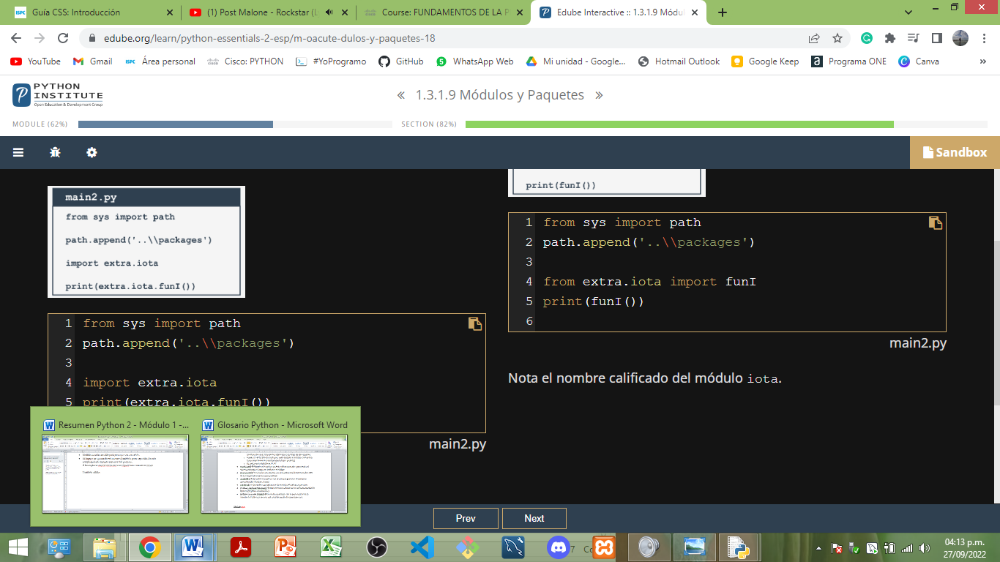 Guía CSS: Introducción
(1) Post Malone - Rockstar (L
Course: FUNDAMENTOS DE LA P
Edube Interactive :: 1.3.1.9 Módul
edube.org/learn/python-essentials-2-esp/m-oacute-dulos-y-paquetes-18
YouTube
Gmail
Área personal
Cisco: PYTHON
#YoProgramo
GitHub
WhatsApp Web
Mi unidad - Google...
Hotmail Outlook
Google Keep
Programa ONE
Canva
»
PYTHON
INSTITUTE
Open Education & Development Group
« 1.3.1.9 Módulos y Paquetes »
MODULE (62%)
SECTION (82%)
Sandbox
main2.py
from sys import path
path.append('..\\packages')
import extra.iota
print(extra.iota.funI())
1 from sys import path
2 path.append('..\\packages')
3
4 import extra.iota
5 print(extra.iota.funI())
main2.py
print(funI())
1 from sys import path
2 path.append('..\\packages')
3
4 from extra.iota import funI
5 print(funI())
6
main2.py
Nota el nombre calificado del módulo iota.
Resumen Python 2 - Módulo 1 -...
Glosario Python - Microsoft Word
Prev
Next
04:13 p.m.
27/09/2022